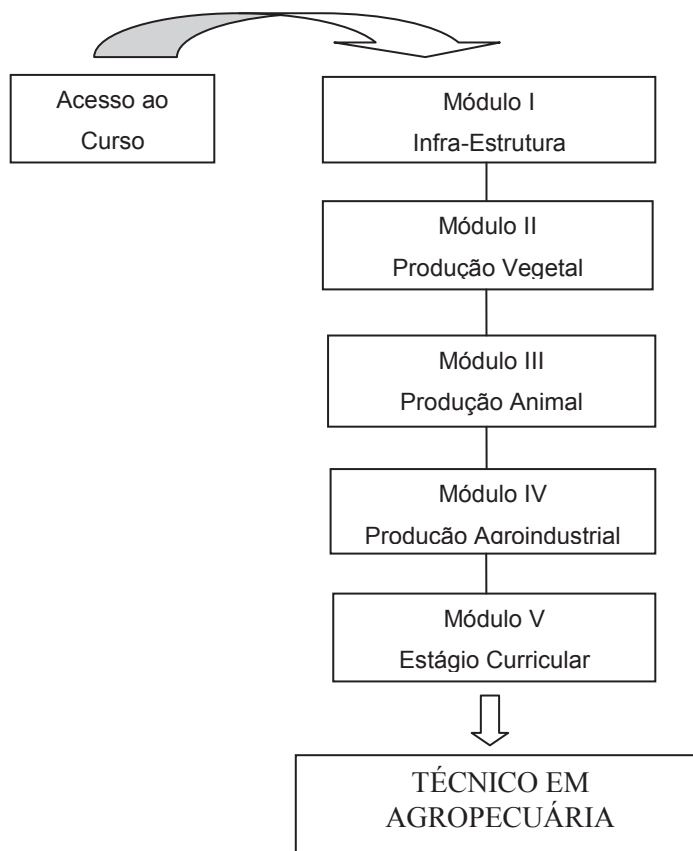 Acesso ao
Curso
Módulo I
Infra-Estrutura
Módulo II
Produção Vegetal
Módulo III
Produção Animal
Módulo IV
Produção Agroindustrial
Módulo V
Estágio Curricular
TÉCNICO EM
AGROPECUÁRIA